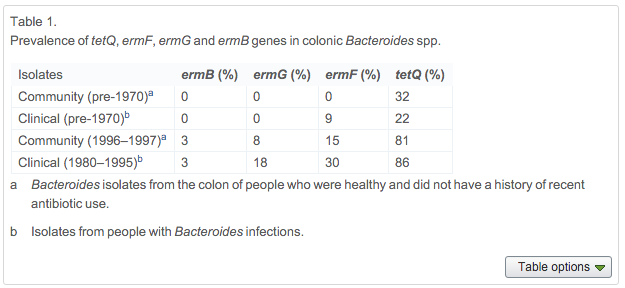 Table 1.
Prevalence of tetQ, ermF, ermG and ermB genes in colonic Bacteroides spp.
Isolates ermB (%) ermG (%) ermF (%) tetQ (%)
Community (pre-1970)a 0 0 0 32
Clinical (pre-1970)b 0 0 9 22
Community (1996–1997)a 3 8 15 81
Clinical (1980–1995)b 3 18 30 86
a Bacteroides isolates from the colon of people who were healthy and did not have a history of recent
antibiotic use.
b Isolates from people with Bacteroides infections.
Table options